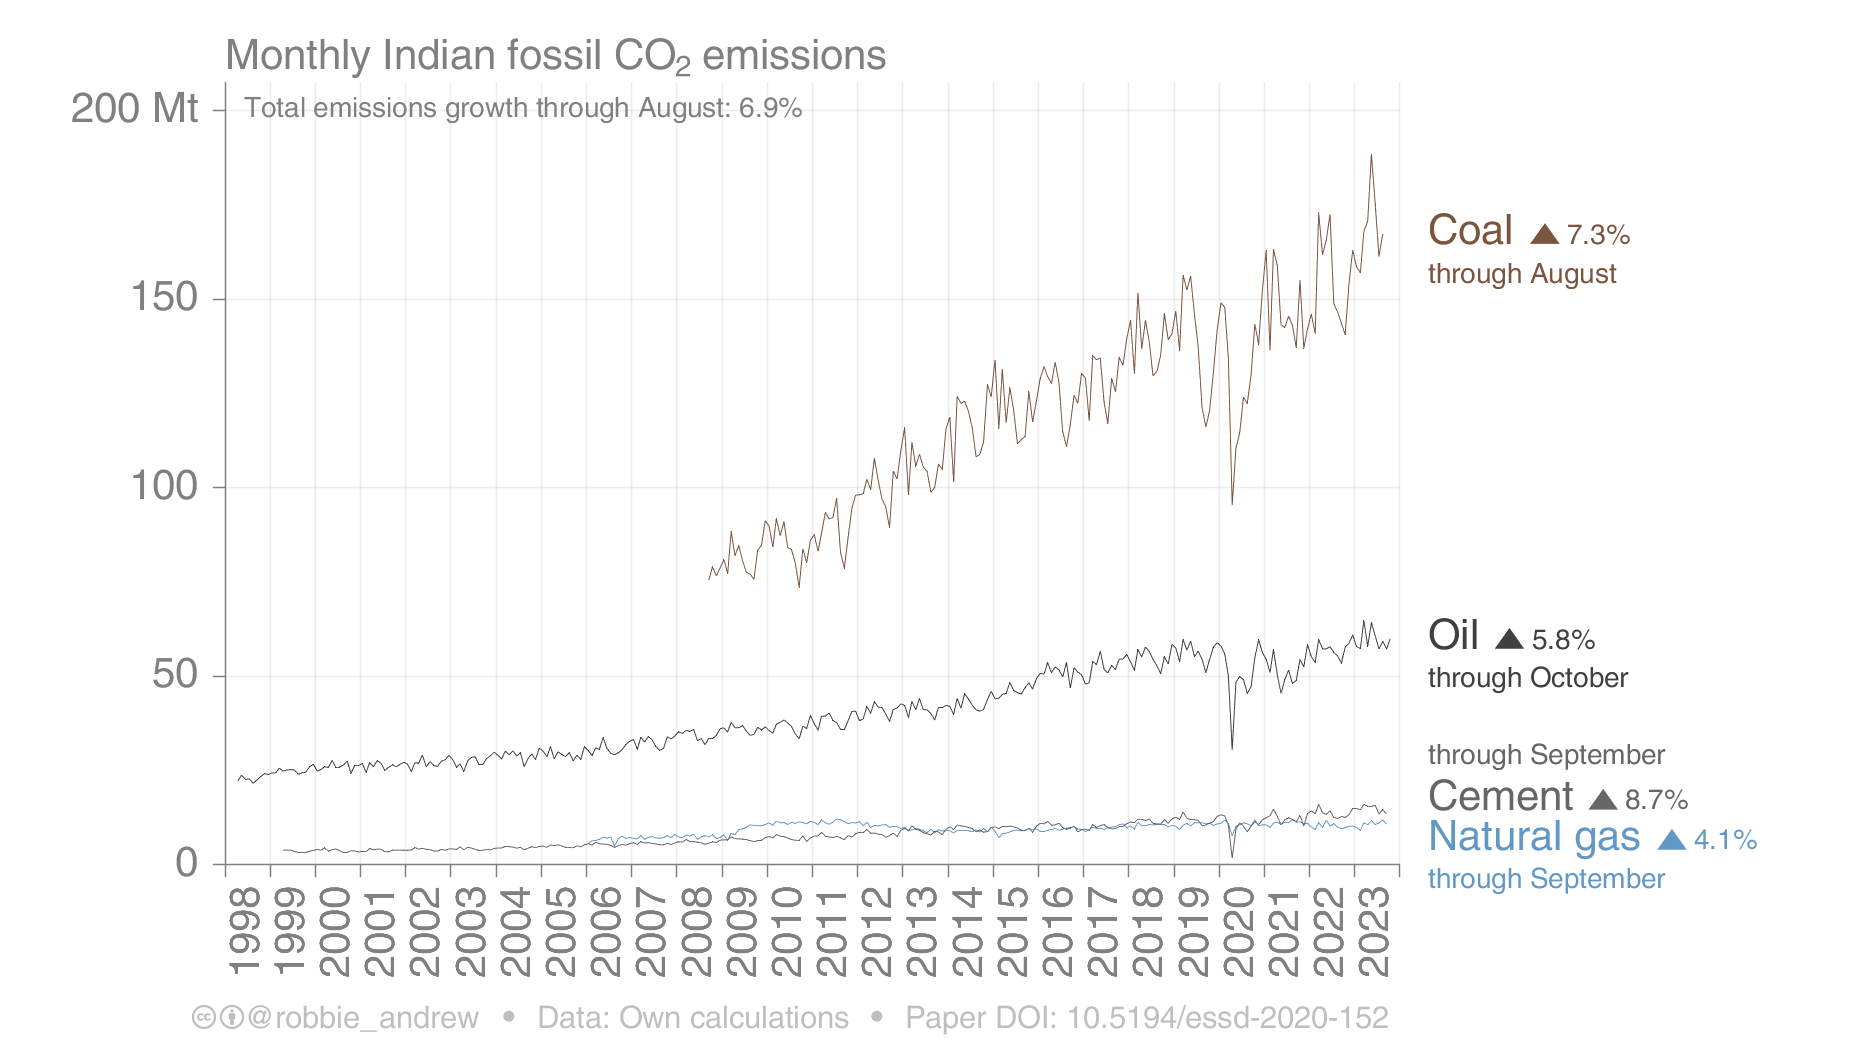 Monthly Indian fossil CO₂ emissions
Total emissions growth through August: 6.9%
200 Mt
150
100
50
0
Coal ▲ 7.3%
through August
Oil ▲ 5.8%
through October
through September
Cement ▲ 8.7%
Natural gas ▲ 4.1%
through September
1998 1999 2000 2001 2002 2003 2004 2005 2006 2007 2008 2009 2010 2011 2012 2013 2014 2015 2016 2017 2018 2019 2020 2021 2022 2023
@robbie_andrew • Data: Own calculations • Paper DOI: 10.5194/essd-2020-152